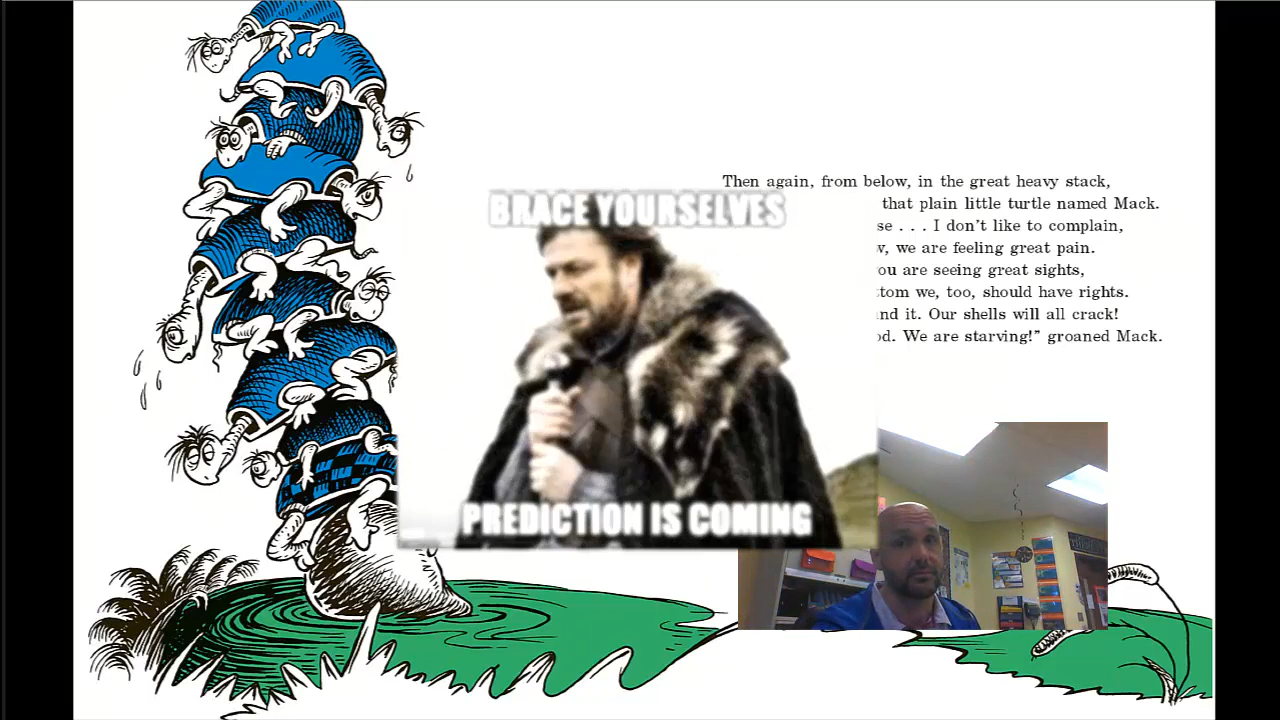 Then again, from below, in the great heavy stack,
that plain little turtle named Mack.
se . . . I don’t like to complain,
we are feeling great pain.
you are seeing great sights,
tom we, too, should have rights.
nd it. Our shells will all crack!
We are starving!” groaned Mack.
BRACE YOURSELVES
PREDICTION IS COMING